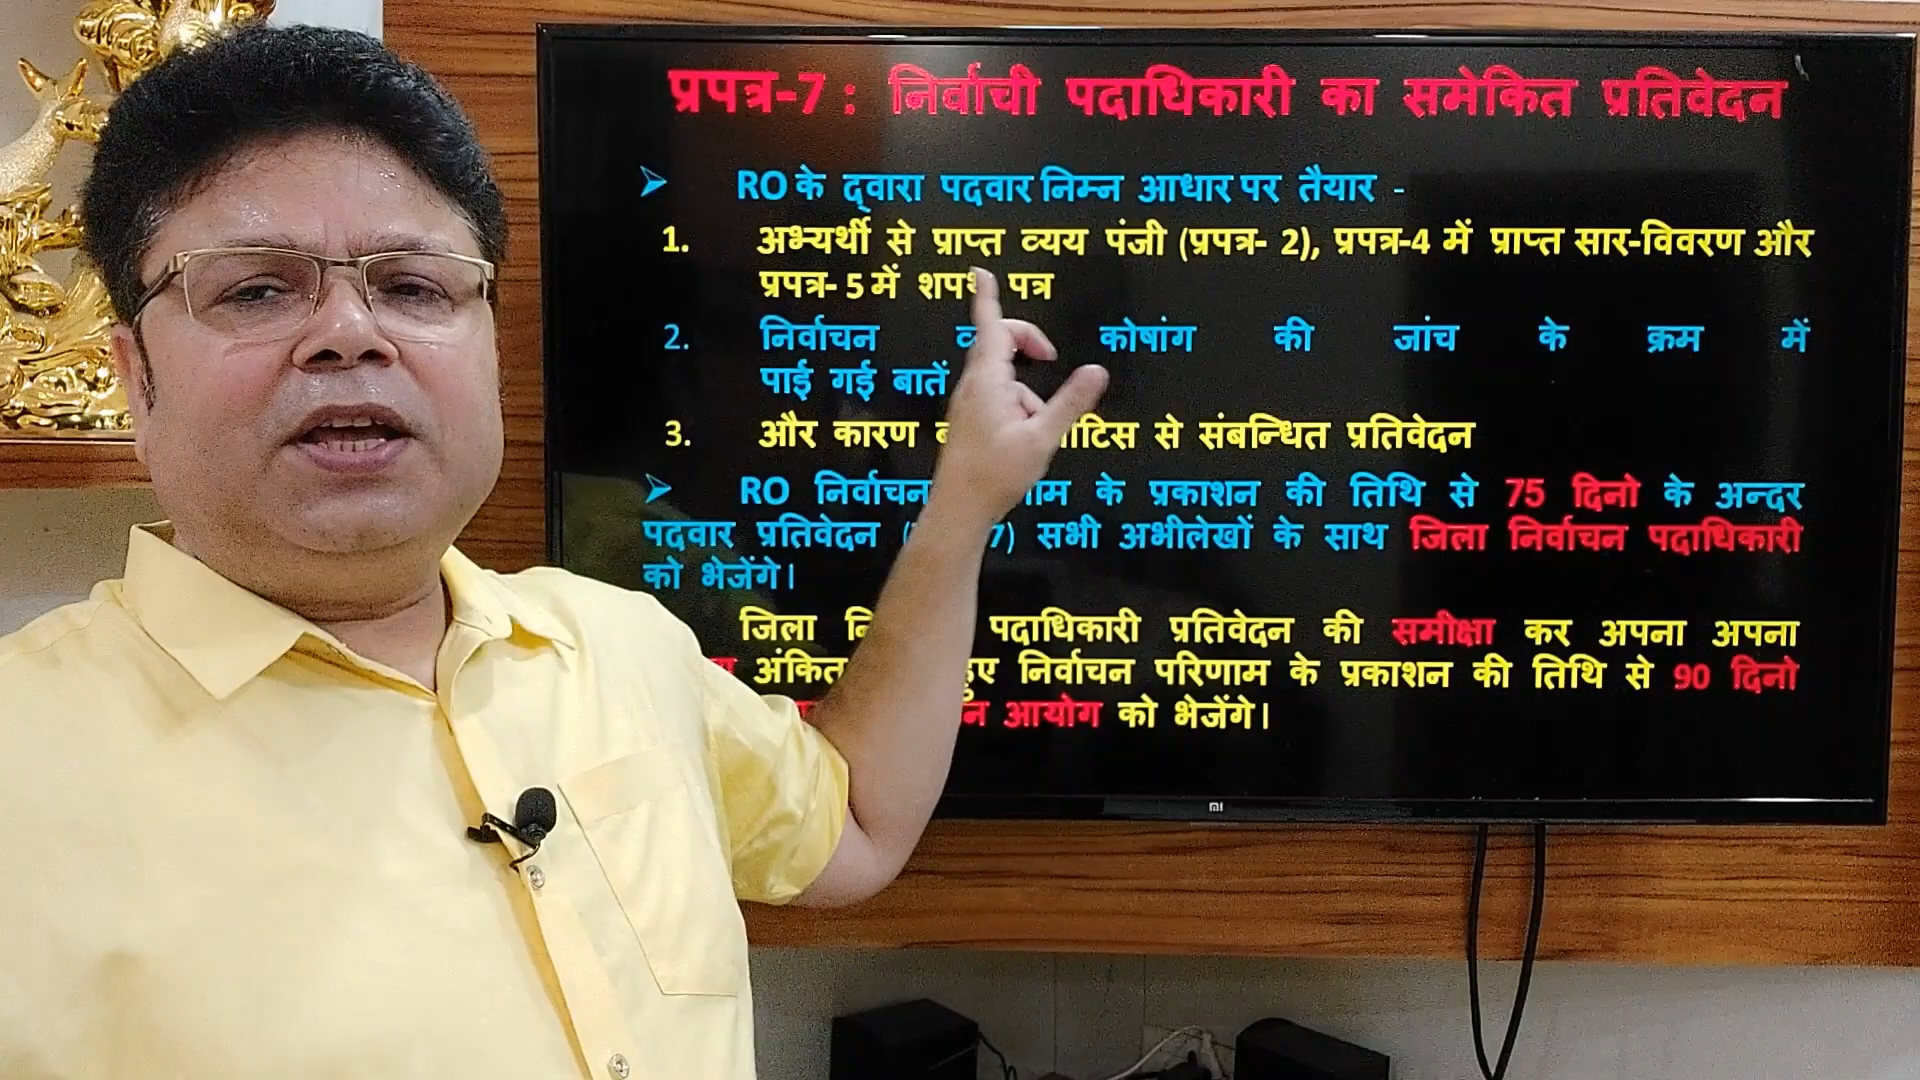 प्रपत्र-7 : निर्वाची पदाधिकारी का समेकित प्रतिवेदन
➢ RO के द्वारा पदवार निम्न आधार पर तैयार -
1. अभ्यर्थी से प्राप्त व्यय पंजी (प्रपत्र- 2), प्रपत्र-4 में प्राप्त सार-विवरण और
प्रपत्र- 5 में शपथ पत्र
2. निर्वाचन कोषांग की जांच के क्रम में
पाई गई बातें
3. और कारण से संबन्धित प्रतिवेदन
➢ RO निर्वाचन के प्रकाशन की तिथि से 75 दिनो के अन्दर
पदवार प्रतिवेदन 7) सभी अभीलेखों के साथ जिला निर्वाचन पदाधिकारी
को भेजेंगे।
जिला पदाधिकारी प्रतिवेदन की समीक्षा कर अपना अपना
अंकित हुए निर्वाचन परिणाम के प्रकाशन की तिथि से 90 दिनो
आयोग को भेजेंगे।
mi